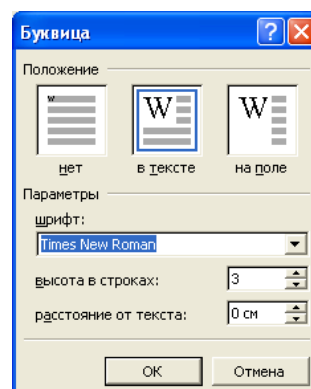 Буквица
Положение
W W W
нет в тексте на поле
Параметры
шрифт:
Times New Roman
высота в строках: 3
расстояние от текста: 0 см
ОК Отмена